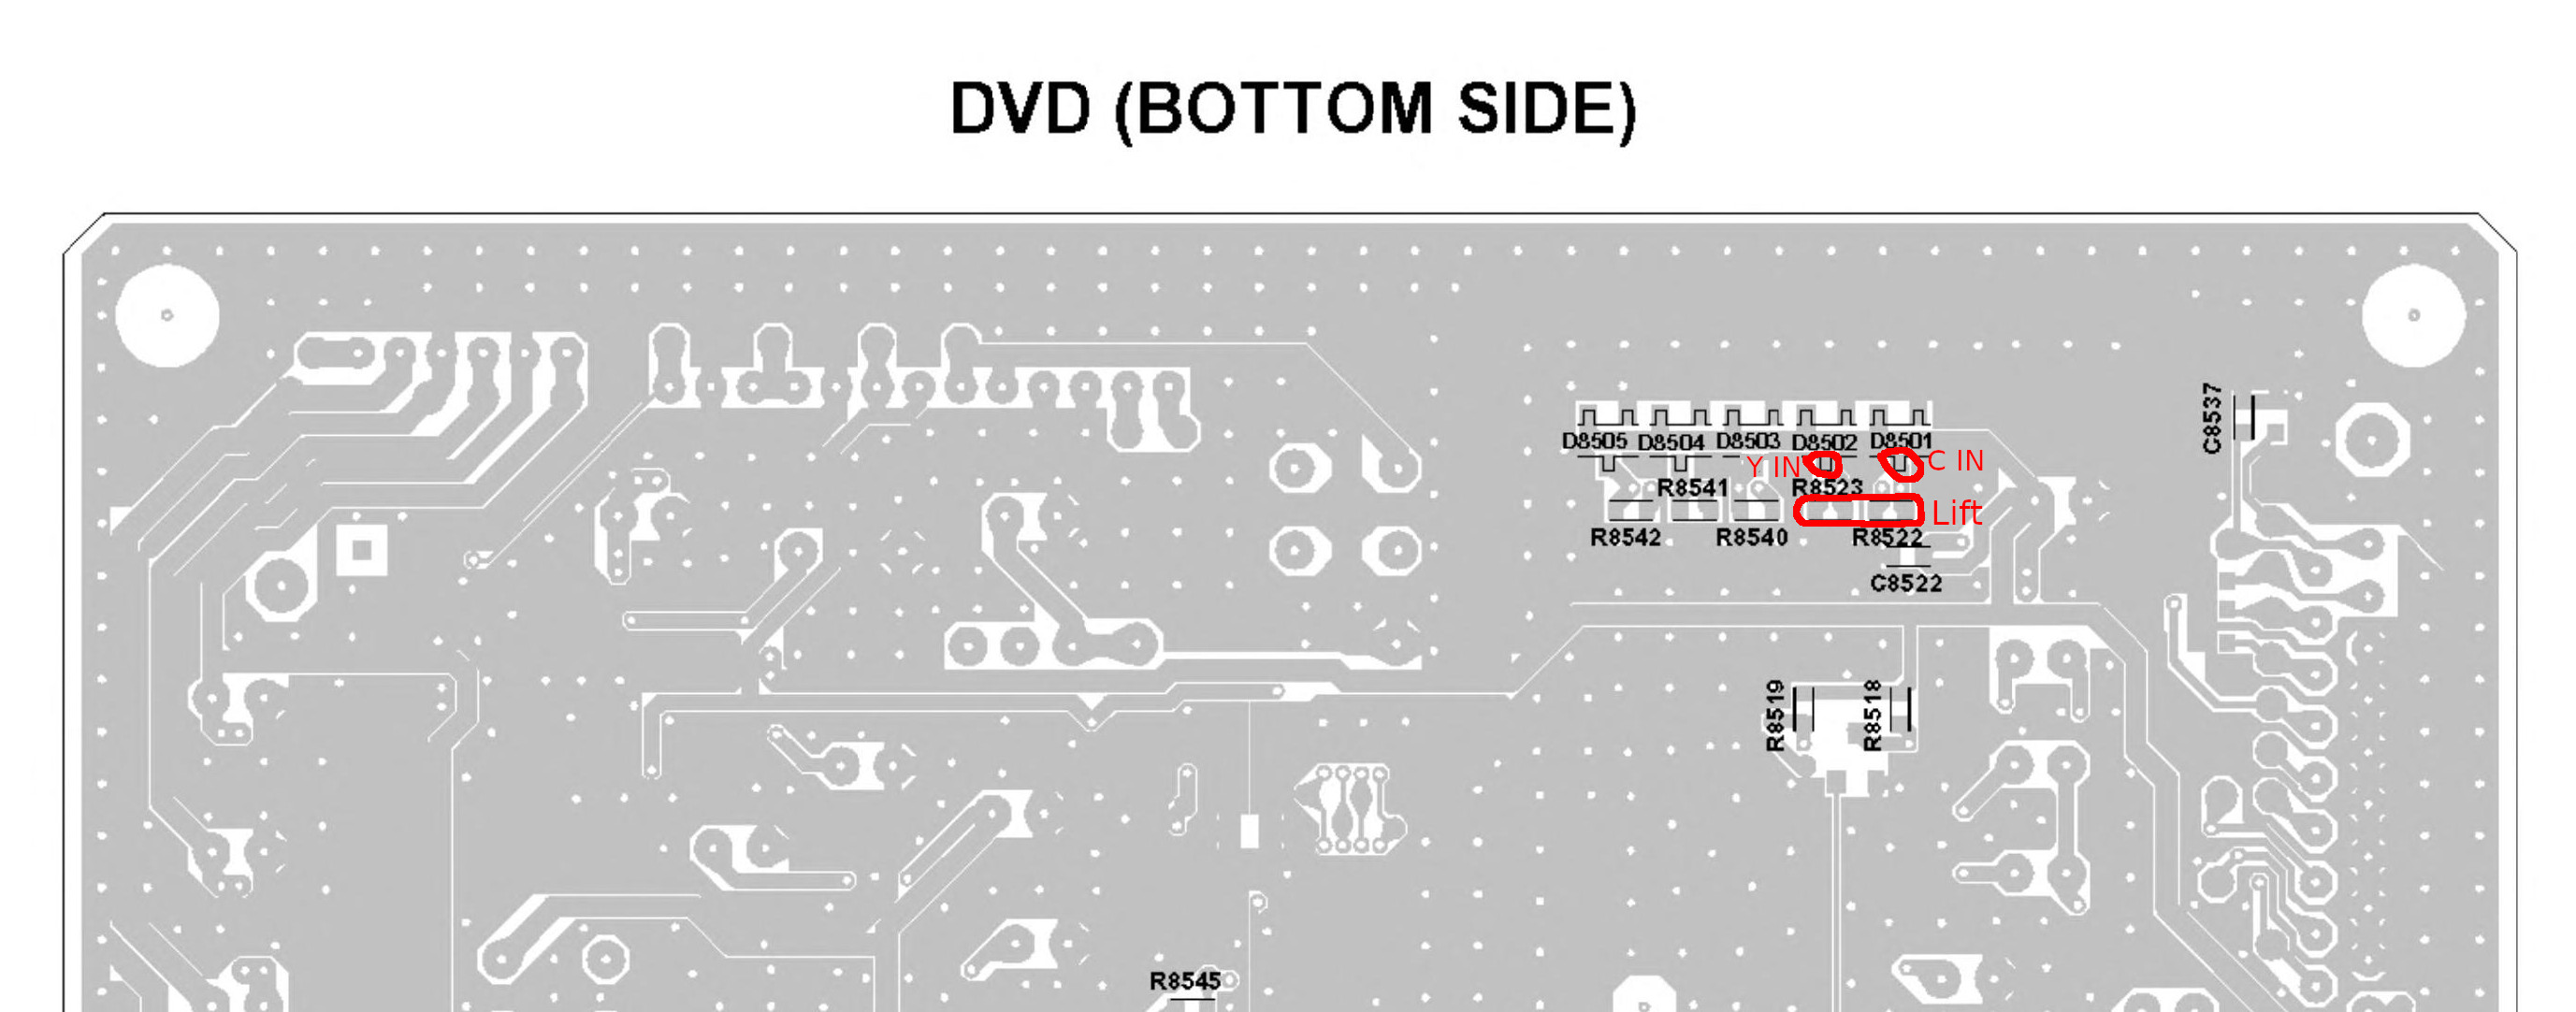 DVD (BOTTOM SIDE)
C8537
D8505 D8504 D8503 D8502 D8501
Y IN C IN
R8541 R8523
Lift
R8542 R8540 R8522
C8522
R8519 R8518
R8545